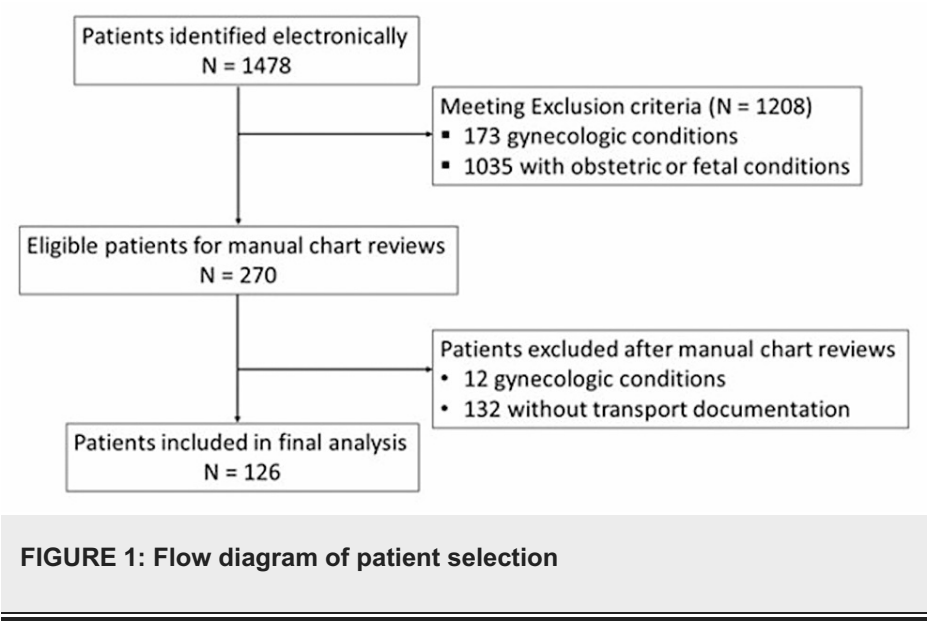 Patients identified electronically
N = 1478
Meeting Exclusion criteria (N = 1208)
▪ 173 gynecologic conditions
▪ 1035 with obstetric or fetal conditions
Eligible patients for manual chart reviews
N = 270
Patients excluded after manual chart reviews
• 12 gynecologic conditions
• 132 without transport documentation
Patients included in final analysis
N = 126
FIGURE 1: Flow diagram of patient selection